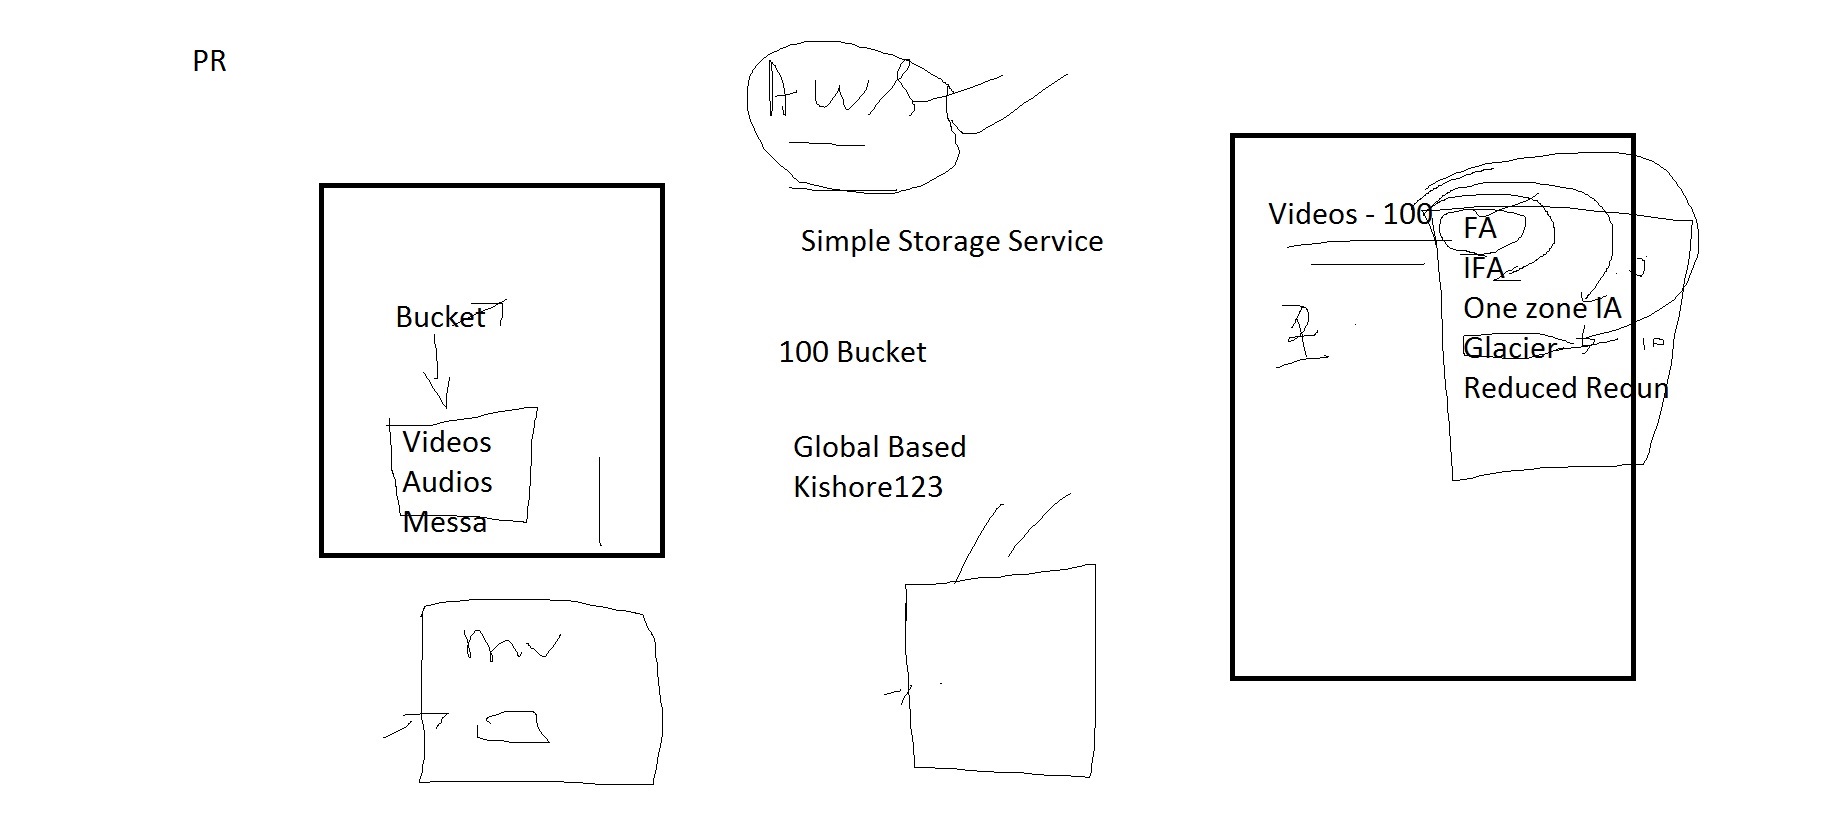 PR
AWS
Simple Storage Service
100 Bucket
Global Based
Kishore123
Bucket
Videos
Audios
Messa
Videos - 100
FA
IFA
One zone IA
Glacier
Reduced Redun